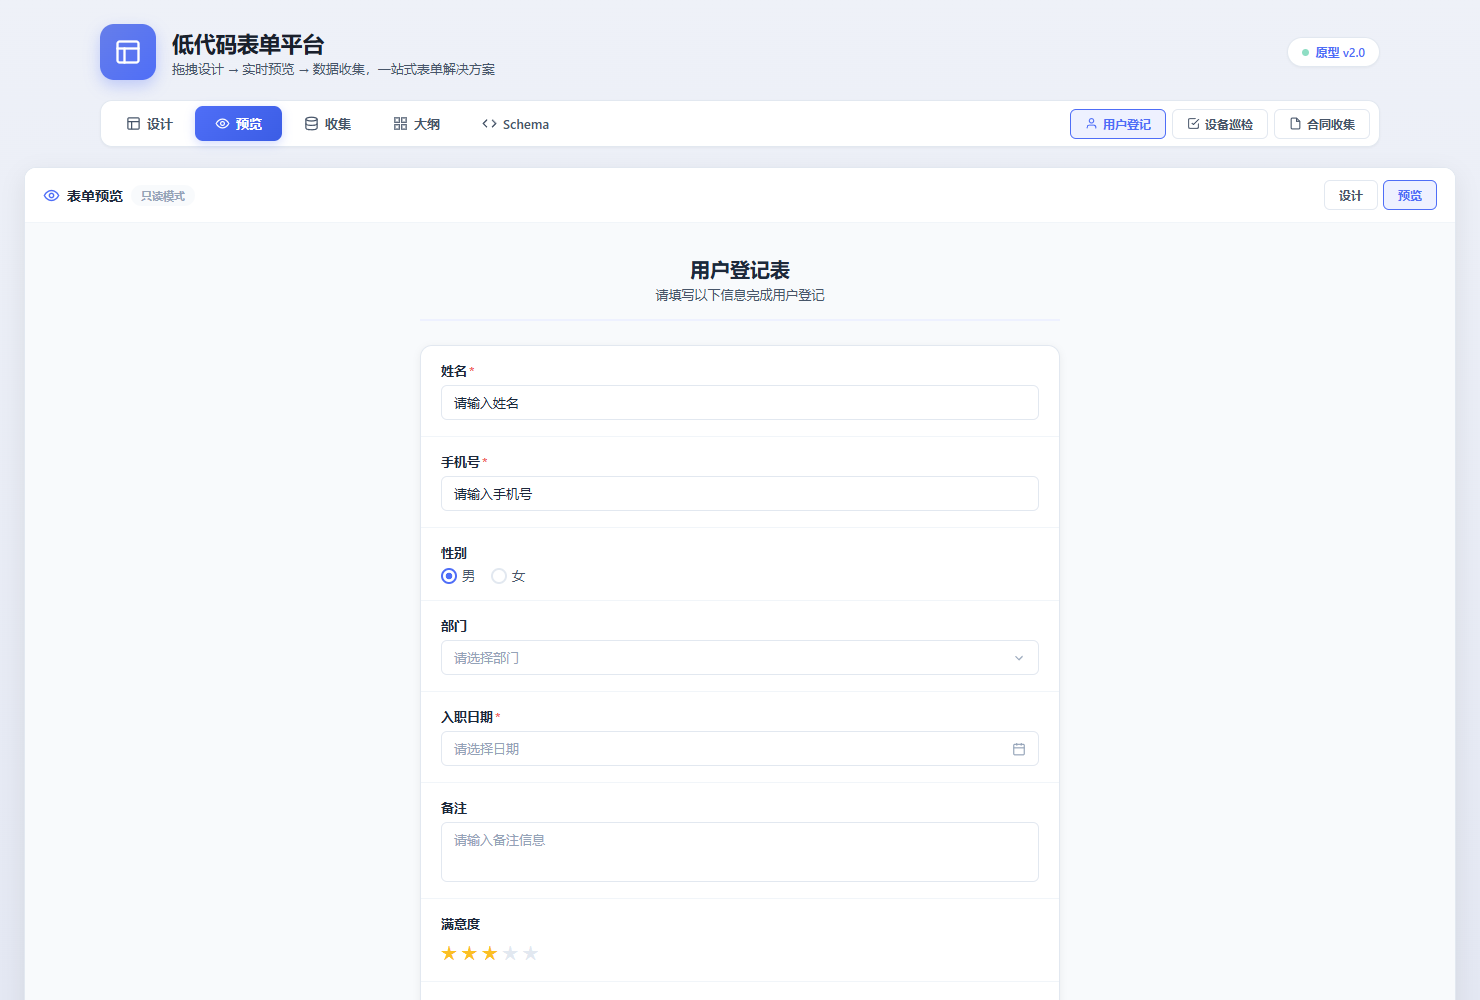 低代码表单平台
拖拽设计 → 实时预览 → 数据收集，一站式表单解决方案
原型 v2.0
设计 预览 收集 大纲 Schema 用户登记 设备巡检 合同收集
表单预览 只读模式 设计 预览
用户登记表
请填写以下信息完成用户登记
姓名*
请输入姓名
手机号*
请输入手机号
性别
男 女
部门
请选择部门
入职日期*
请选择日期
备注
请输入备注信息
满意度